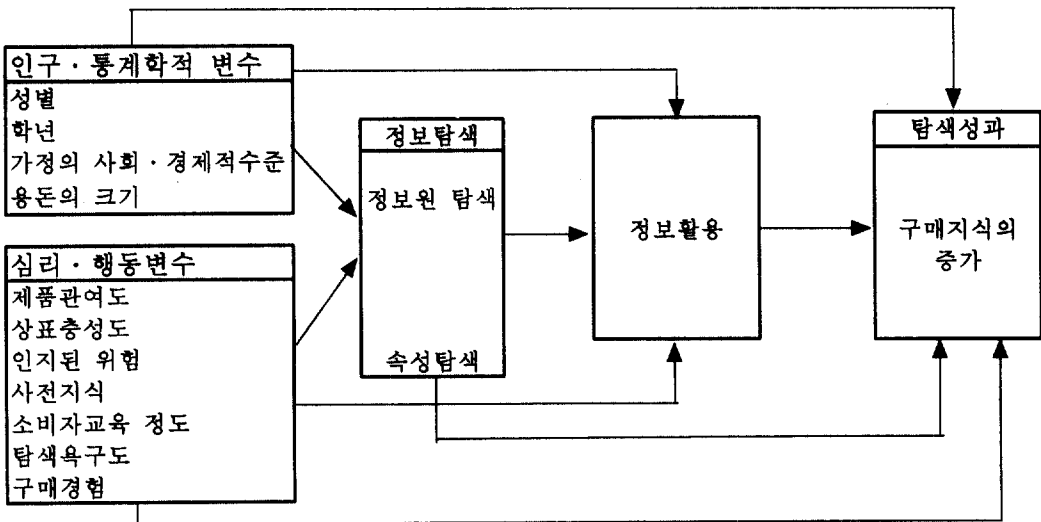 인구·통계학적 변수
성별
학년
가정의 사회·경제적수준
용돈의 크기
심리·행동변수
제품관여도
상표충성도
인지된 위험
사전지식
소비자교육 정도
탐색욕구도
구매경험
정보탐색
정보원 탐색
속성탐색
정보활용
탐색성과
구매지식의
증가